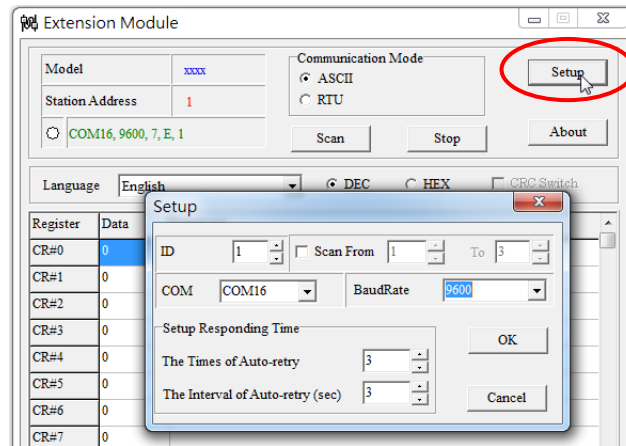 Extension Module
Model xxxx
Station Address 1
COM16, 9600, 7, E, 1
Communication Mode
ASCII
RTU
Setup
Scan Stop About
Language English DEC HEX CRC Switch
Register Data
CR#0 0
CR#1 0
CR#2 0
CR#3 0
CR#4 0
CR#5 0
CR#6 0
CR#7 0
Setup
ID 1 Scan From 1 To 3
COM COM16 BaudRate 9600
Setup Responding Time
The Times of Auto-retry 3
The Interval of Auto-retry (sec) 3
OK
Cancel